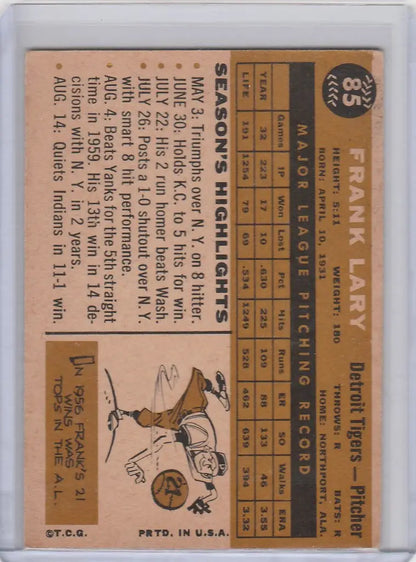 85
FRANK LARY
Detroit Tigers — Pitcher
HEIGHT: 5-11 WEIGHT: 180 THROWS: R BATS: R
BORN: APRIL 10, 1931 HOME: NORTHPORT, ALA.
MAJOR LEAGUE PITCHING RECORD
Games IP Won Lost Pct Hits Runs ER SO Walks ERA
YEAR 32 223 17 10 .630 225 109 88 133 46 3.55
LIFE 191 1254 79 69 .534 1249 528 462 639 394 3.32
SEASON'S HIGHLIGHTS
• MAY 3: Triumphs over N.Y. on 8 hitter.
• JUNE 30: Holds K.C. to 5 hits for win.
• JULY 22: His 2 run homer beats Wash.
• JULY 26: Posts a 1-0 shutout over N.Y.
with smart 8 hit performance.
• AUG. 4: Beats Yanks for the 5th straight
time in 1959. His 13th win in 14 de-
cisions with N.Y. in 2 years.
• AUG. 14: Quiets Indians in 11-1 win.
21
IN 1956 FRANK'S 21
WINS WAS
TOPS IN THE A.L.
©T.C.G. PRTD. IN U.S.A.